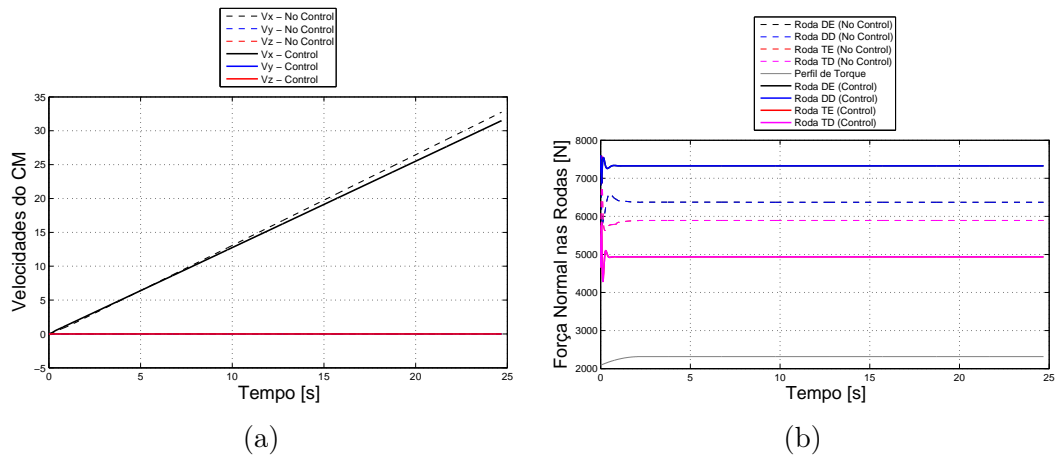 Vx − No Control
Vy − No Control
Vz − No Control
Vx − Control
Vy − Control
Vz − Control
35
30
25
20
15
10
5
0
−5
Velocidades do CM
0
5
10
15
20
25
Tempo [s]
(a)
Roda DE (No Control)
Roda DD (No Control)
Roda TE (No Control)
Roda TD (No Control)
Perfil de Torque
Roda DE (Control)
Roda DD (Control)
Roda TE (Control)
Roda TD (Control)
8000
7000
6000
5000
4000
3000
2000
Força Normal nas Rodas [N]
0
5
10
15
20
25
Tempo [s]
(b)